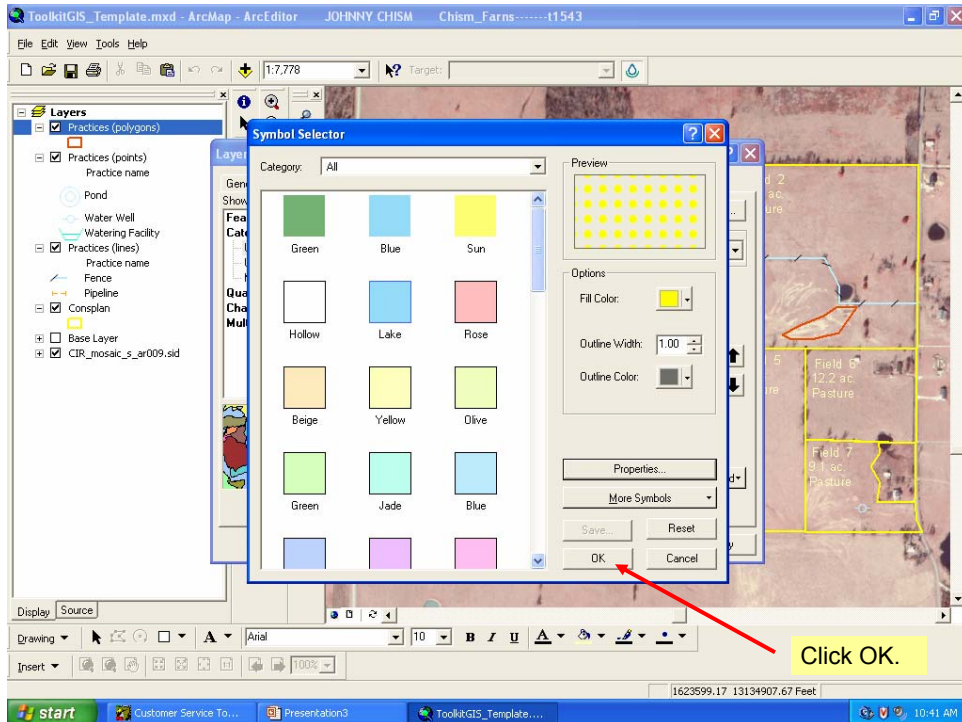 ToolkitGIS_Template.mxd - ArcMap - ArcEditor JOHNNY CHISM Chism_Farns-------t1543
File Edit View Tools Help
1:7,778 Target:
Layers
Practices (polygons)
Practices (points)
Practice name
Pond
Water Well
Watering Facility
Practices (lines)
Practice name
Fence
Pipeline
Consplan
Base Layer
CIR_mosaic_s_ar009.sid
Display Source
Symbol Selector
Category: All
Green Blue Sun
Hollow Lake Rose
Beige Yellow Olive
Green Jade Blue
Preview
Options
Fill Color:
Outline Width: 1.00
Outline Color:
Properties...
More Symbols
Save... Reset
OK Cancel
Field 6
12.2 ac.
Pasture
Field 7
9.1 ac.
Pasture
Click OK.
Drawing A Arial 10 B I U A
Insert 100%
1623599.17 13134907.67 Feet
start Customer Service To... Presentation3 ToolkitGIS_Template.... 10:41 AM